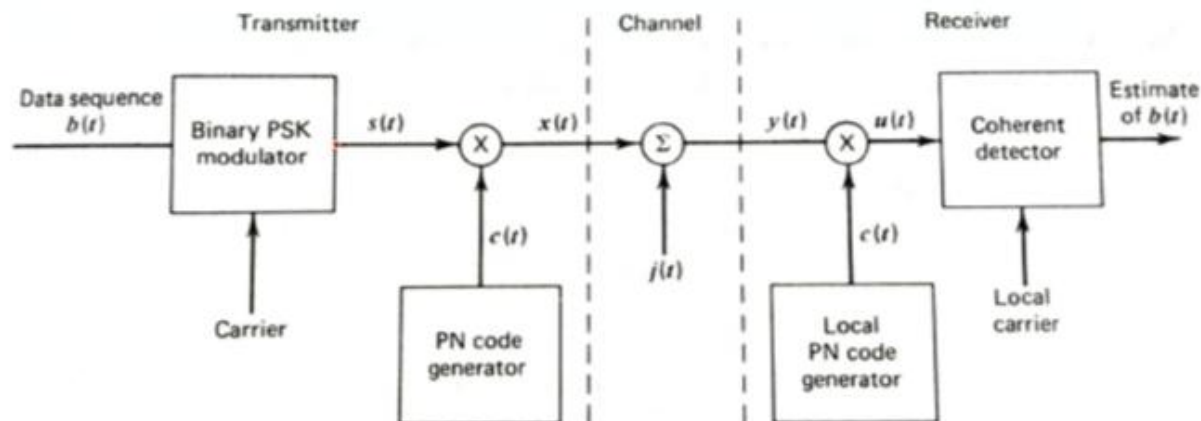 Transmitter
Channel
Receiver
Data sequence
b(t)
Binary PSK
modulator
s(t)
X
x(t)
Σ
y(t)
X
u(t)
Coherent
detector
Estimate
of b(t)
c(t)
j(t)
c(t)
Carrier
PN code
generator
Local
PN code
generator
Local
carrier